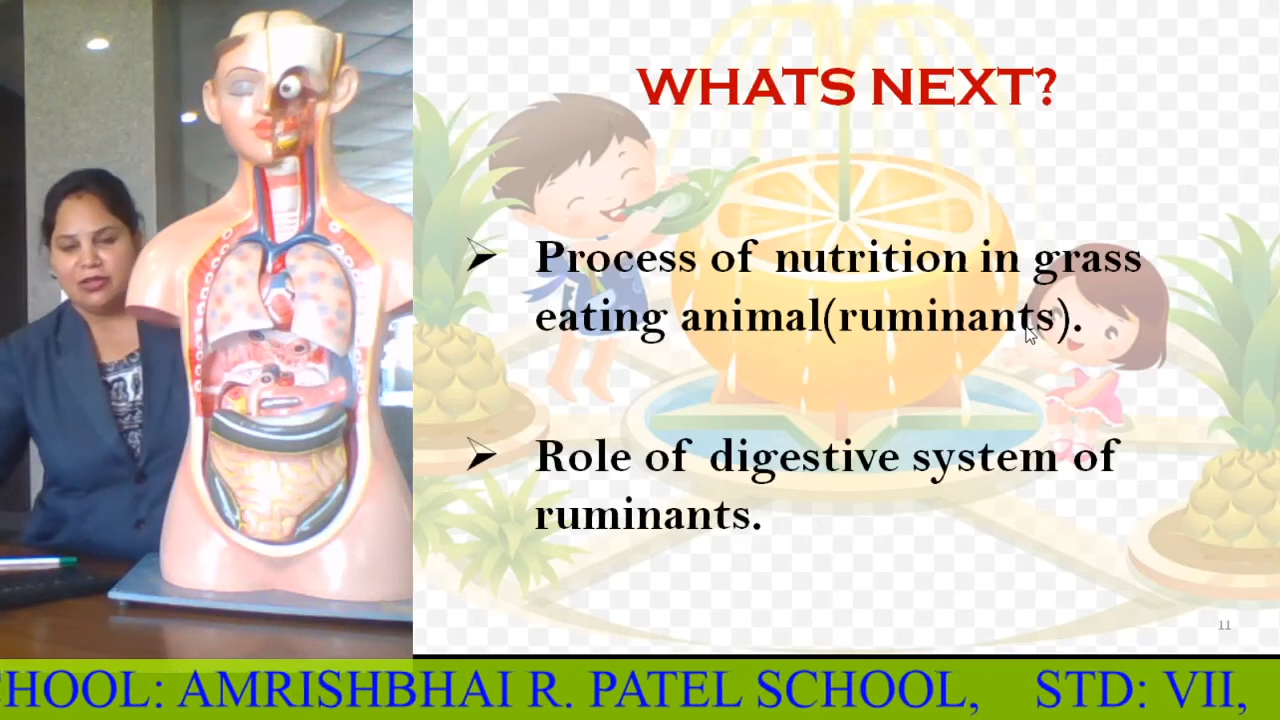 WHATS NEXT?
➢ Process of nutrition in grass
eating animal(ruminants).
➢ Role of digestive system of
ruminants.
11
CHOOL: AMRISHBHAI R. PATEL SCHOOL, STD: VII,